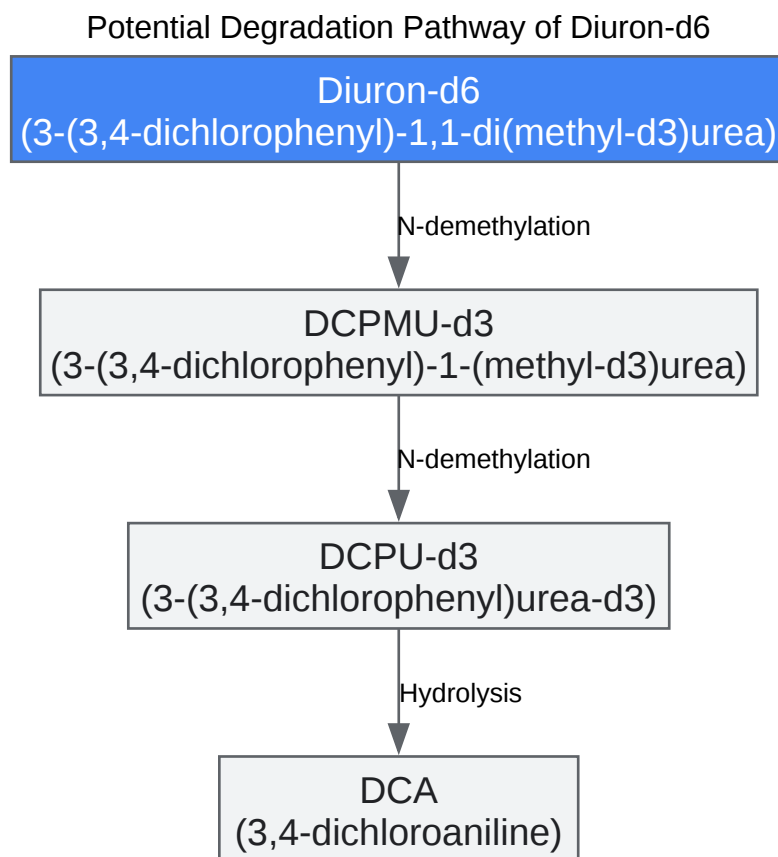 Potential Degradation Pathway of Diuron-d6
Diuron-d6
(3-(3,4-dichlorophenyl)-1,1-di(methyl-d3)urea)
N-demethylation
DCPMU-d3
(3-(3,4-dichlorophenyl)-1-(methyl-d3)urea)
N-demethylation
DCPU-d3
(3-(3,4-dichlorophenyl)urea-d3)
Hydrolysis
DCA
(3,4-dichloroaniline)